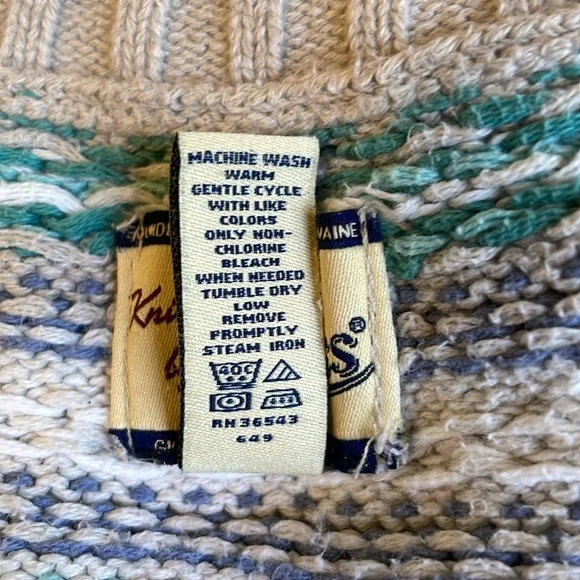 MACHINE WASH
WARM
GENTLE CYCLE
WITH LIKE
COLORS
ONLY NON-
CHLORINE
BLEACH
WHEN NEEDED
TUMBLE DRY
LOW
REMOVE
PROMPTLY
STEAM IRON
40C
RN 36543
649